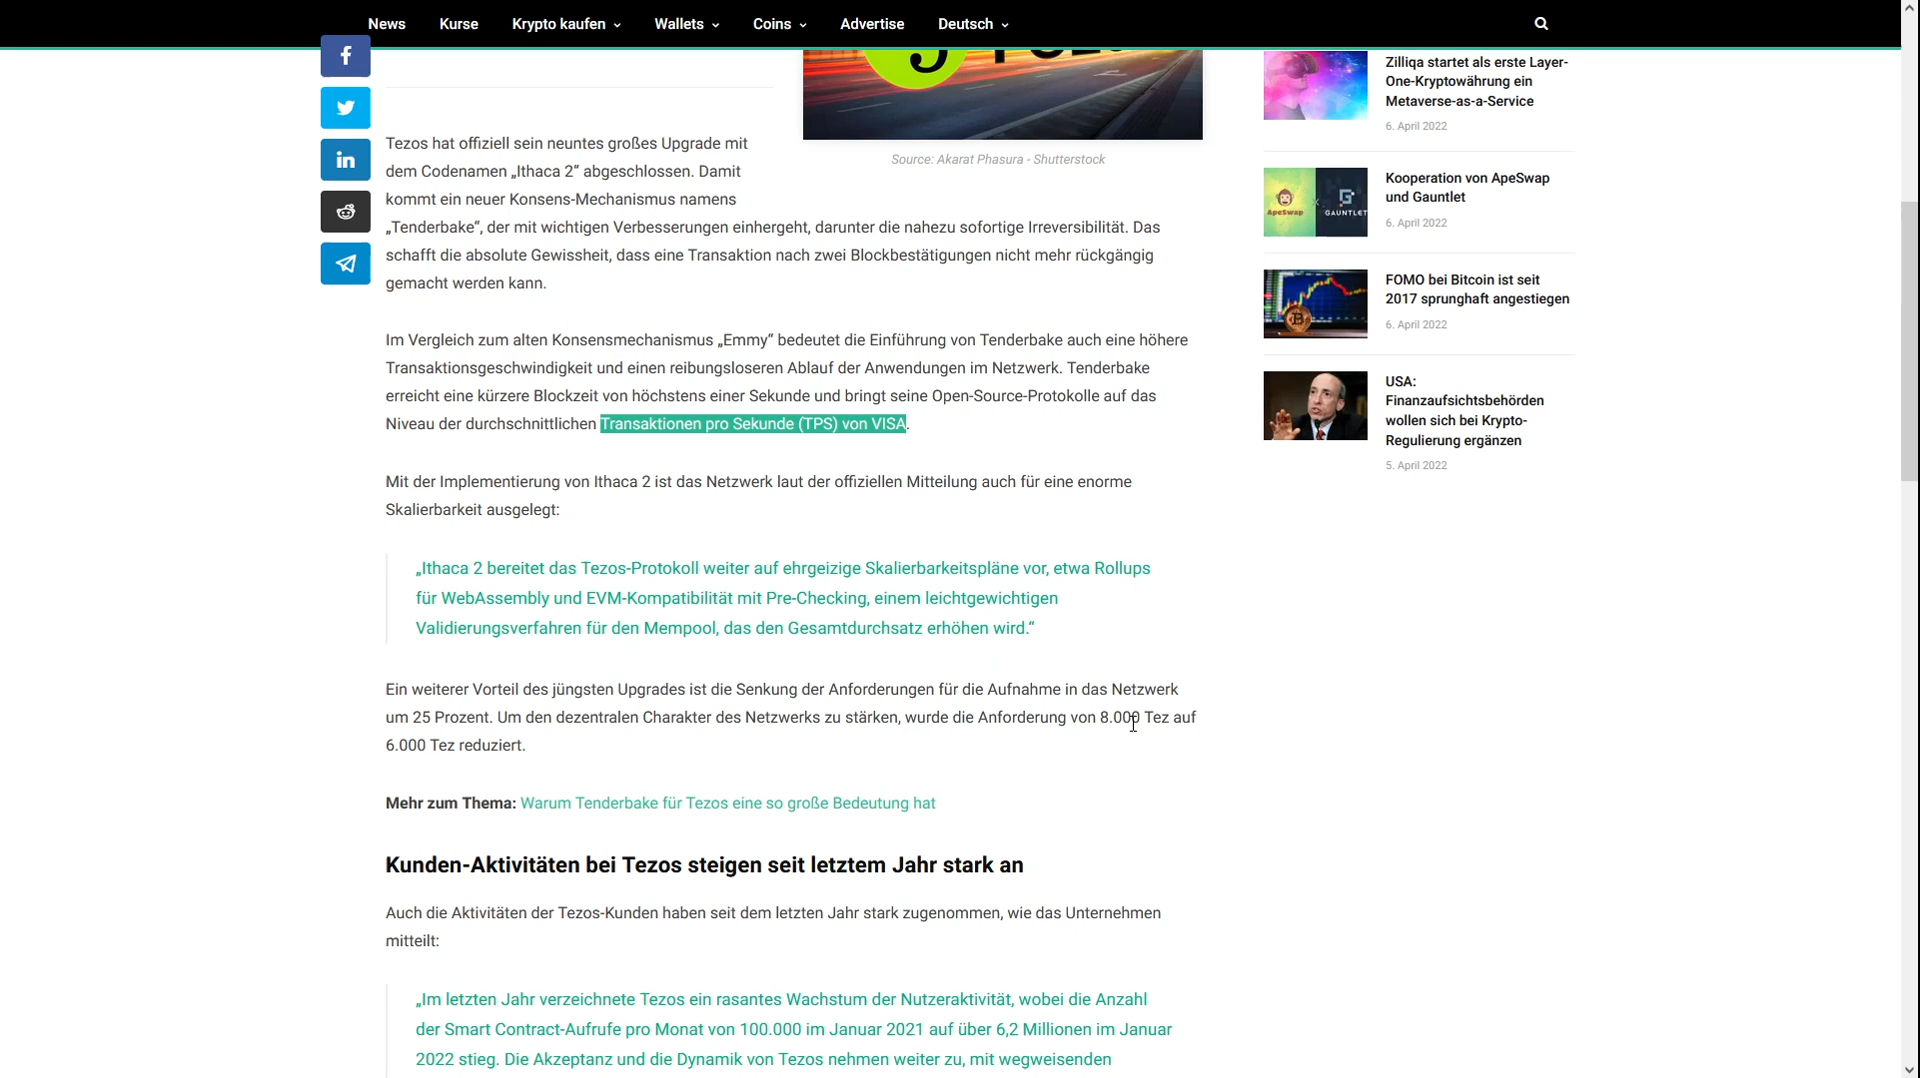 News Kurse Krypto kaufen Wallets Coins Advertise Deutsch
Source: Akarat Phasura - Shutterstock
Tezos hat offiziell sein neuntes großes Upgrade mit
dem Codenamen „Ithaca 2“ abgeschlossen. Damit
kommt ein neuer Konsens-Mechanismus namens
„Tenderbake“, der mit wichtigen Verbesserungen einhergeht, darunter die nahezu sofortige Irreversibilität. Das
schafft die absolute Gewissheit, dass eine Transaktion nach zwei Blockbestätigungen nicht mehr rückgängig
gemacht werden kann.
Im Vergleich zum alten Konsensmechanismus „Emmy“ bedeutet die Einführung von Tenderbake auch eine höhere
Transaktionsgeschwindigkeit und einen reibungsloseren Ablauf der Anwendungen im Netzwerk. Tenderbake
erreicht eine kürzere Blockzeit von höchstens einer Sekunde und bringt seine Open-Source-Protokolle auf das
Niveau der durchschnittlichen Transaktionen pro Sekunde (TPS) von VISA.
Mit der Implementierung von Ithaca 2 ist das Netzwerk laut der offiziellen Mitteilung auch für eine enorme
Skalierbarkeit ausgelegt:
„Ithaca 2 bereitet das Tezos-Protokoll weiter auf ehrgeizige Skalierbarkeitspläne vor, etwa Rollups
für WebAssembly und EVM-Kompatibilität mit Pre-Checking, einem leichtgewichtigen
Validierungsverfahren für den Mempool, das den Gesamtdurchsatz erhöhen wird.“
Ein weiterer Vorteil des jüngsten Upgrades ist die Senkung der Anforderungen für die Aufnahme in das Netzwerk
um 25 Prozent. Um den dezentralen Charakter des Netzwerks zu stärken, wurde die Anforderung von 8.000 Tez auf
6.000 Tez reduziert.
Mehr zum Thema: Warum Tenderbake für Tezos eine so große Bedeutung hat
Kunden-Aktivitäten bei Tezos steigen seit letztem Jahr stark an
Auch die Aktivitäten der Tezos-Kunden haben seit dem letzten Jahr stark zugenommen, wie das Unternehmen
mitteilt:
„Im letzten Jahr verzeichnete Tezos ein rasantes Wachstum der Nutzeraktivität, wobei die Anzahl
der Smart Contract-Aufrufe pro Monat von 100.000 im Januar 2021 auf über 6,2 Millionen im Januar
2022 stieg. Die Akzeptanz und die Dynamik von Tezos nehmen weiter zu, mit wegweisenden
Zilliqa startet als erste Layer-
One-Kryptowährung ein
Metaverse-as-a-Service
6. April 2022
ApeSwap
GAUNTLET
Kooperation von ApeSwap
und Gauntlet
6. April 2022
FOMO bei Bitcoin ist seit
2017 sprunghaft angestiegen
6. April 2022
USA:
Finanzaufsichtsbehörden
wollen sich bei Krypto-
Regulierung ergänzen
5. April 2022